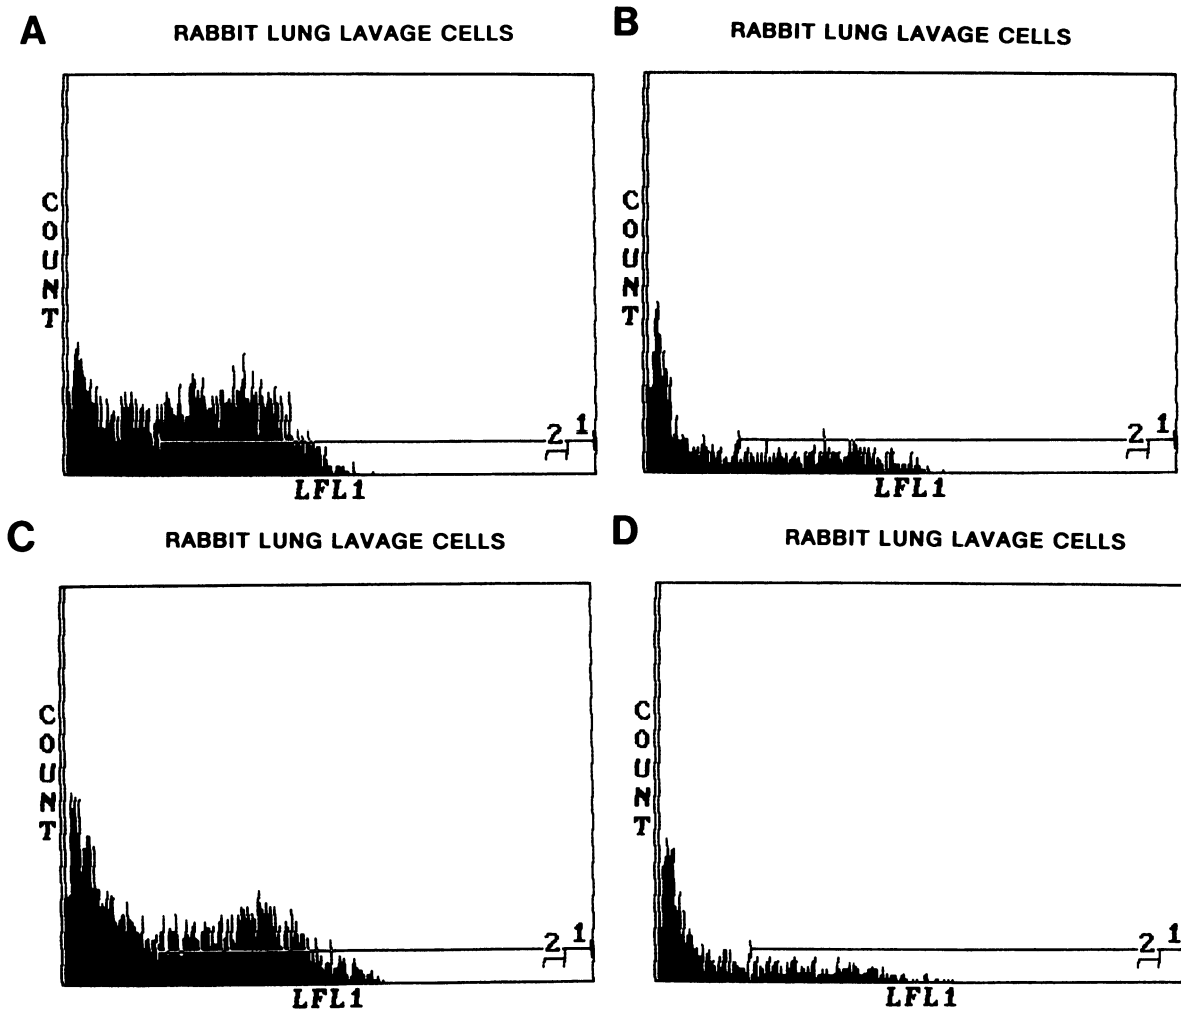 A
RABBIT LUNG LAVAGE CELLS
COUNT
2
1
LFL1
B
RABBIT LUNG LAVAGE CELLS
COUNT
2
1
LFL1
C
RABBIT LUNG LAVAGE CELLS
COUNT
2
1
LFL1
D
RABBIT LUNG LAVAGE CELLS
COUNT
2
1
LFL1